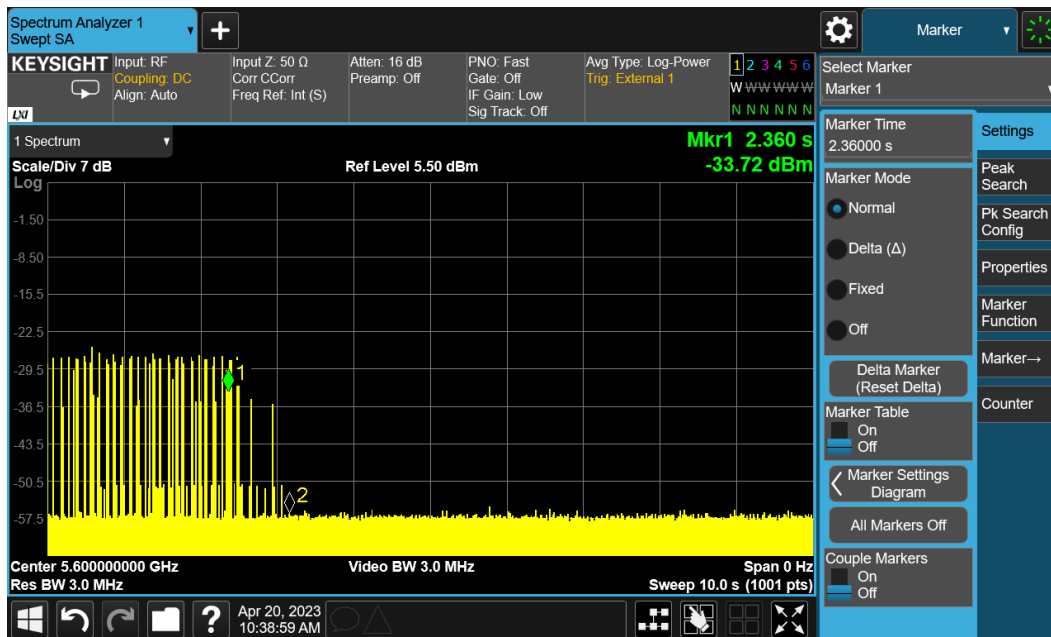 Spectrum Analyzer 1
Swept SA
+
Marker
KEYSIGHT
LXI
Input: RF
Coupling: DC
Align: Auto
Input Z: 50 Ω
Corr CCorr
Freq Ref: Int (S)
Atten: 16 dB
Preamp: Off
PNO: Fast
Gate: Off
IF Gain: Low
Sig Track: Off
Avg Type: Log-Power
Trig: External 1
1 2 3 4 5 6
W W W W W W
N N N N N N
Select Marker
Marker 1
1 Spectrum
Mkr1 2.360 s
Scale/Div 7 dB
Ref Level 5.50 dBm
-33.72 dBm
Log
-1.50
-8.50
-15.5
-22.5
-29.5
-36.5
-43.5
-50.5
-57.5
1
2
Center 5.600000000 GHz
Video BW 3.0 MHz
Span 0 Hz
Res BW 3.0 MHz
Sweep 10.0 s (1001 pts)
Marker Time
2.36000 s
Marker Mode
Normal
Delta (Δ)
Fixed
Off
Delta Marker
(Reset Delta)
Marker Table
On
Off
Marker Settings
Diagram
All Markers Off
Couple Markers
On
Off
Settings
Peak
Search
Pk Search
Config
Properties
Marker
Function
Marker→
Counter
?
Apr 20, 2023
10:38:59 AM